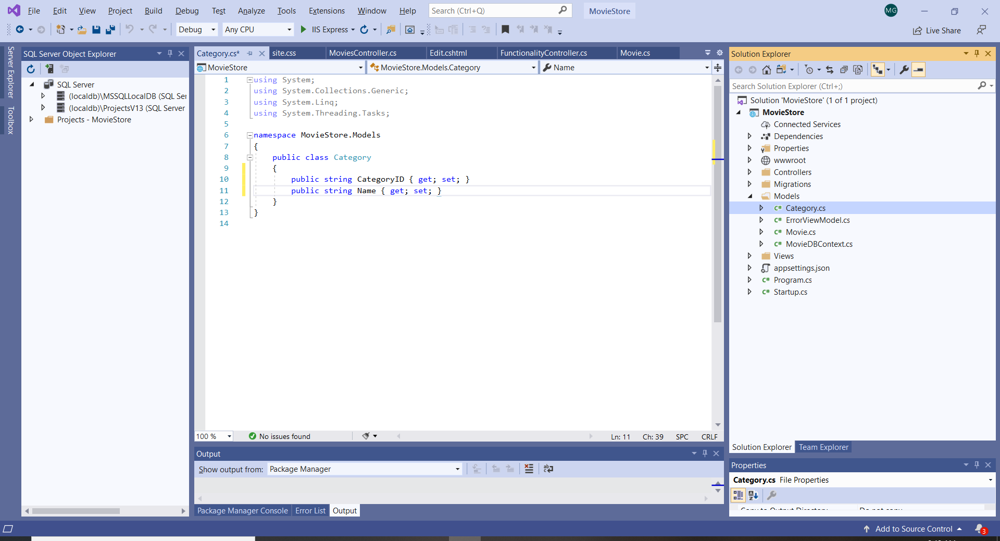 File Edit View Project Build Debug Test Analyze Tools Extensions Window Help Search (Ctrl+Q) MovieStore MG
Debug Any CPU IIS Express Live Share
Server Explorer
Toolbox
SQL Server Object Explorer
SQL Server
(localdb)\MSSQLLocalDB (SQL Ser
(localdb)\ProjectsV13 (SQL Server
Projects - MovieStore
Category.cs* site.css MoviesController.cs Edit.cshtml FunctionalityController.cs Movie.cs
MovieStore MovieStore.Models.Category Name
1 using System;
2 using System.Collections.Generic;
3 using System.Linq;
4 using System.Threading.Tasks;
5
6 namespace MovieStore.Models
7 {
8 public class Category
9 {
10 public string CategoryID { get; set; }
11 public string Name { get; set; }
12 }
13 }
14
100 % No issues found Ln: 11 Ch: 39 SPC CRLF
Output
Show output from: Package Manager
Package Manager Console Error List Output
Solution Explorer
Search Solution Explorer (Ctrl+;)
Solution 'MovieStore' (1 of 1 project)
MovieStore
Connected Services
Dependencies
Properties
wwwroot
Controllers
Migrations
Models
C# Category.cs
C# ErrorViewModel.cs
C# Movie.cs
C# MovieDBContext.cs
Views
appsettings.json
C# Program.cs
C# Startup.cs
Solution Explorer Team Explorer
Properties
Category.cs File Properties
Copy to Output Directory Do not copy
Add to Source Control 3